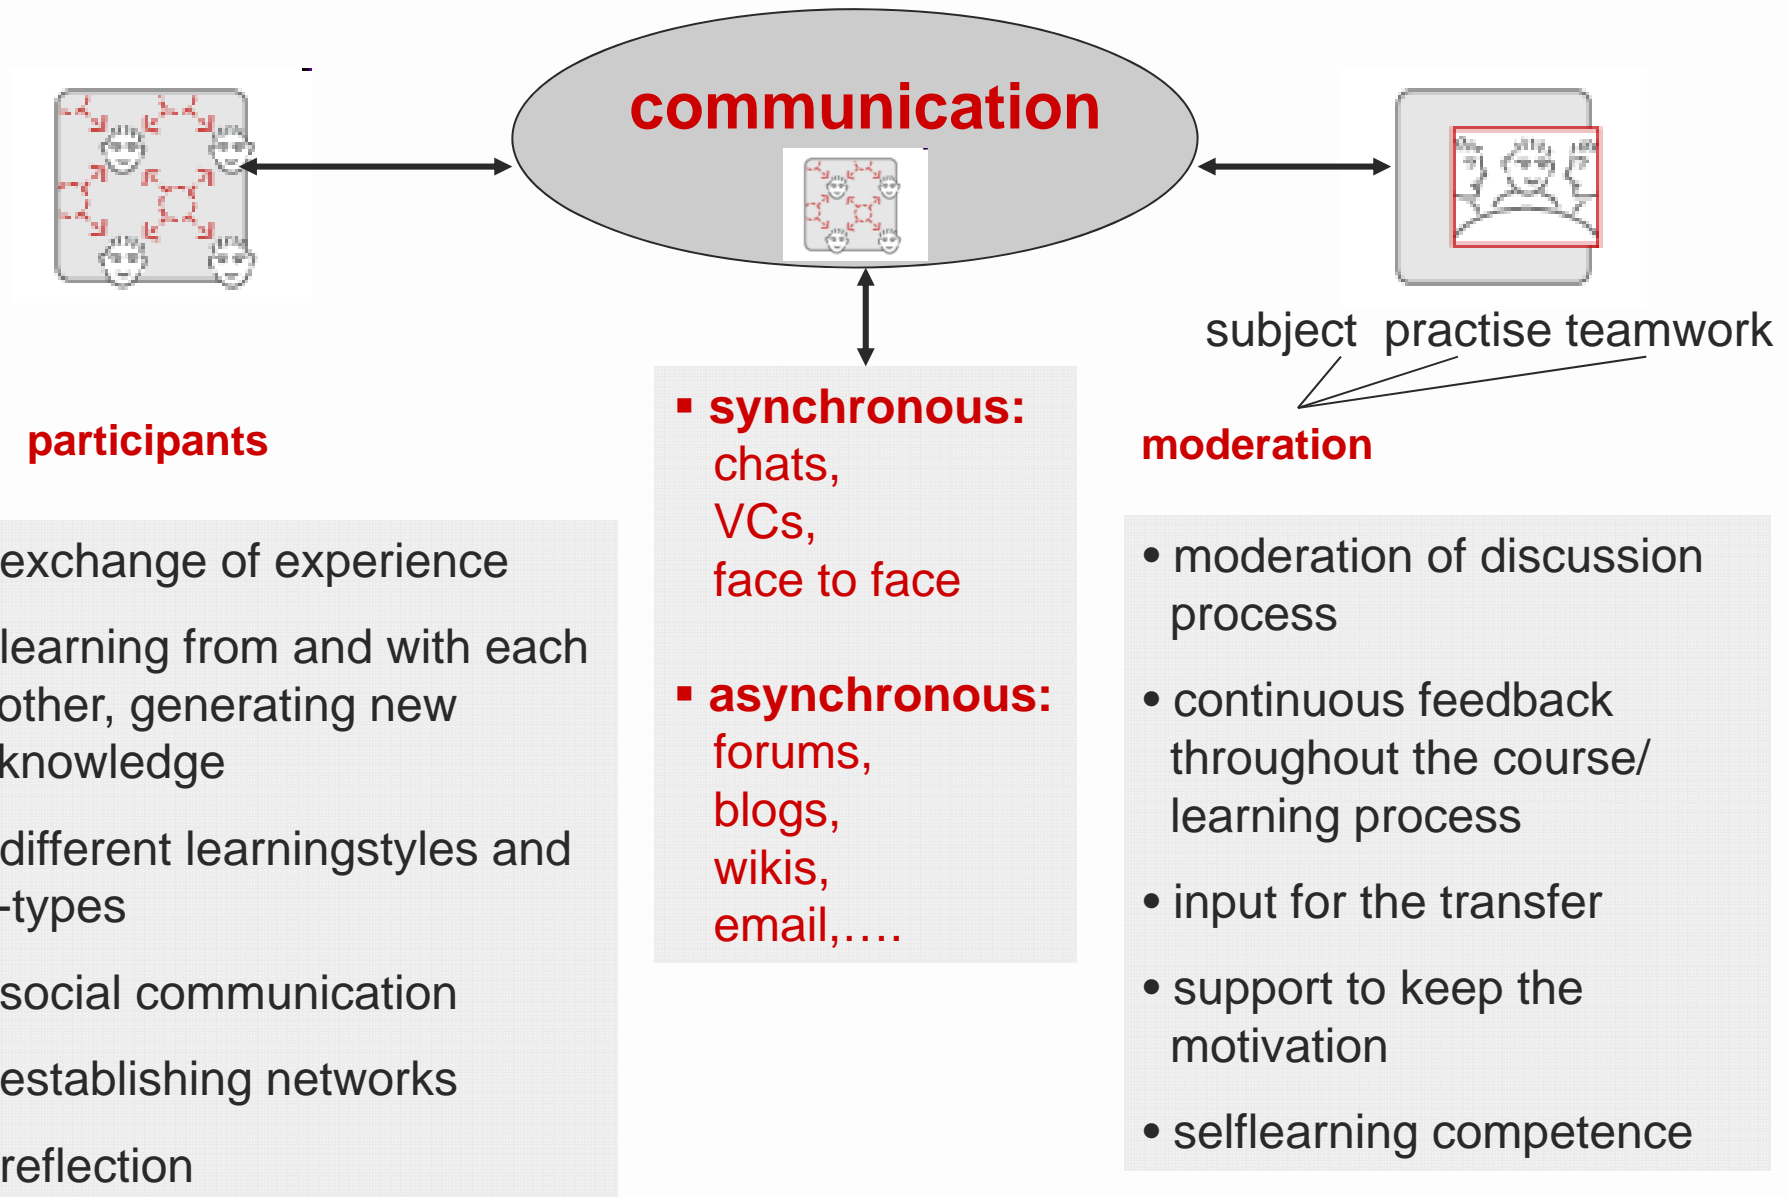 communication
subject practise teamwork
participants
exchange of experience
learning from and with each
other, generating new
knowledge
different learningstyles and
-types
social communication
establishing networks
reflection
▪ synchronous:
chats,
VCs,
face to face
▪ asynchronous:
forums,
blogs,
wikis,
email,….
moderation
• moderation of discussion
process
• continuous feedback
throughout the course/
learning process
• input for the transfer
• support to keep the
motivation
• selflearning competence